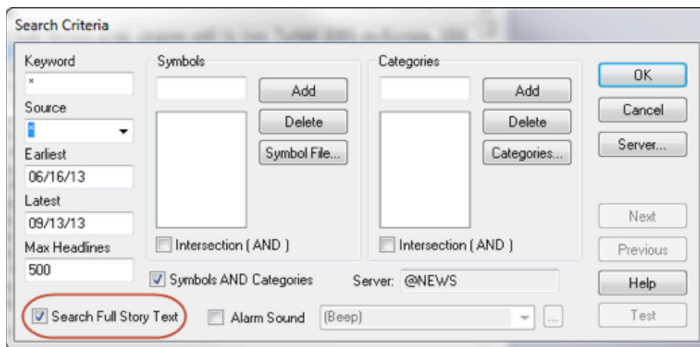 Search Criteria
Keyword
*
Source
*
Earliest
06/16/13
Latest
09/13/13
Max Headlines
500
Symbols
Add
Delete
Symbol File...
Intersection ( AND )
Categories
Add
Delete
Categories...
Intersection ( AND )
Symbols AND Categories
Server: @NEWS
Search Full Story Text
Alarm Sound
(Beep)
...
OK
Cancel
Server...
Next
Previous
Help
Test